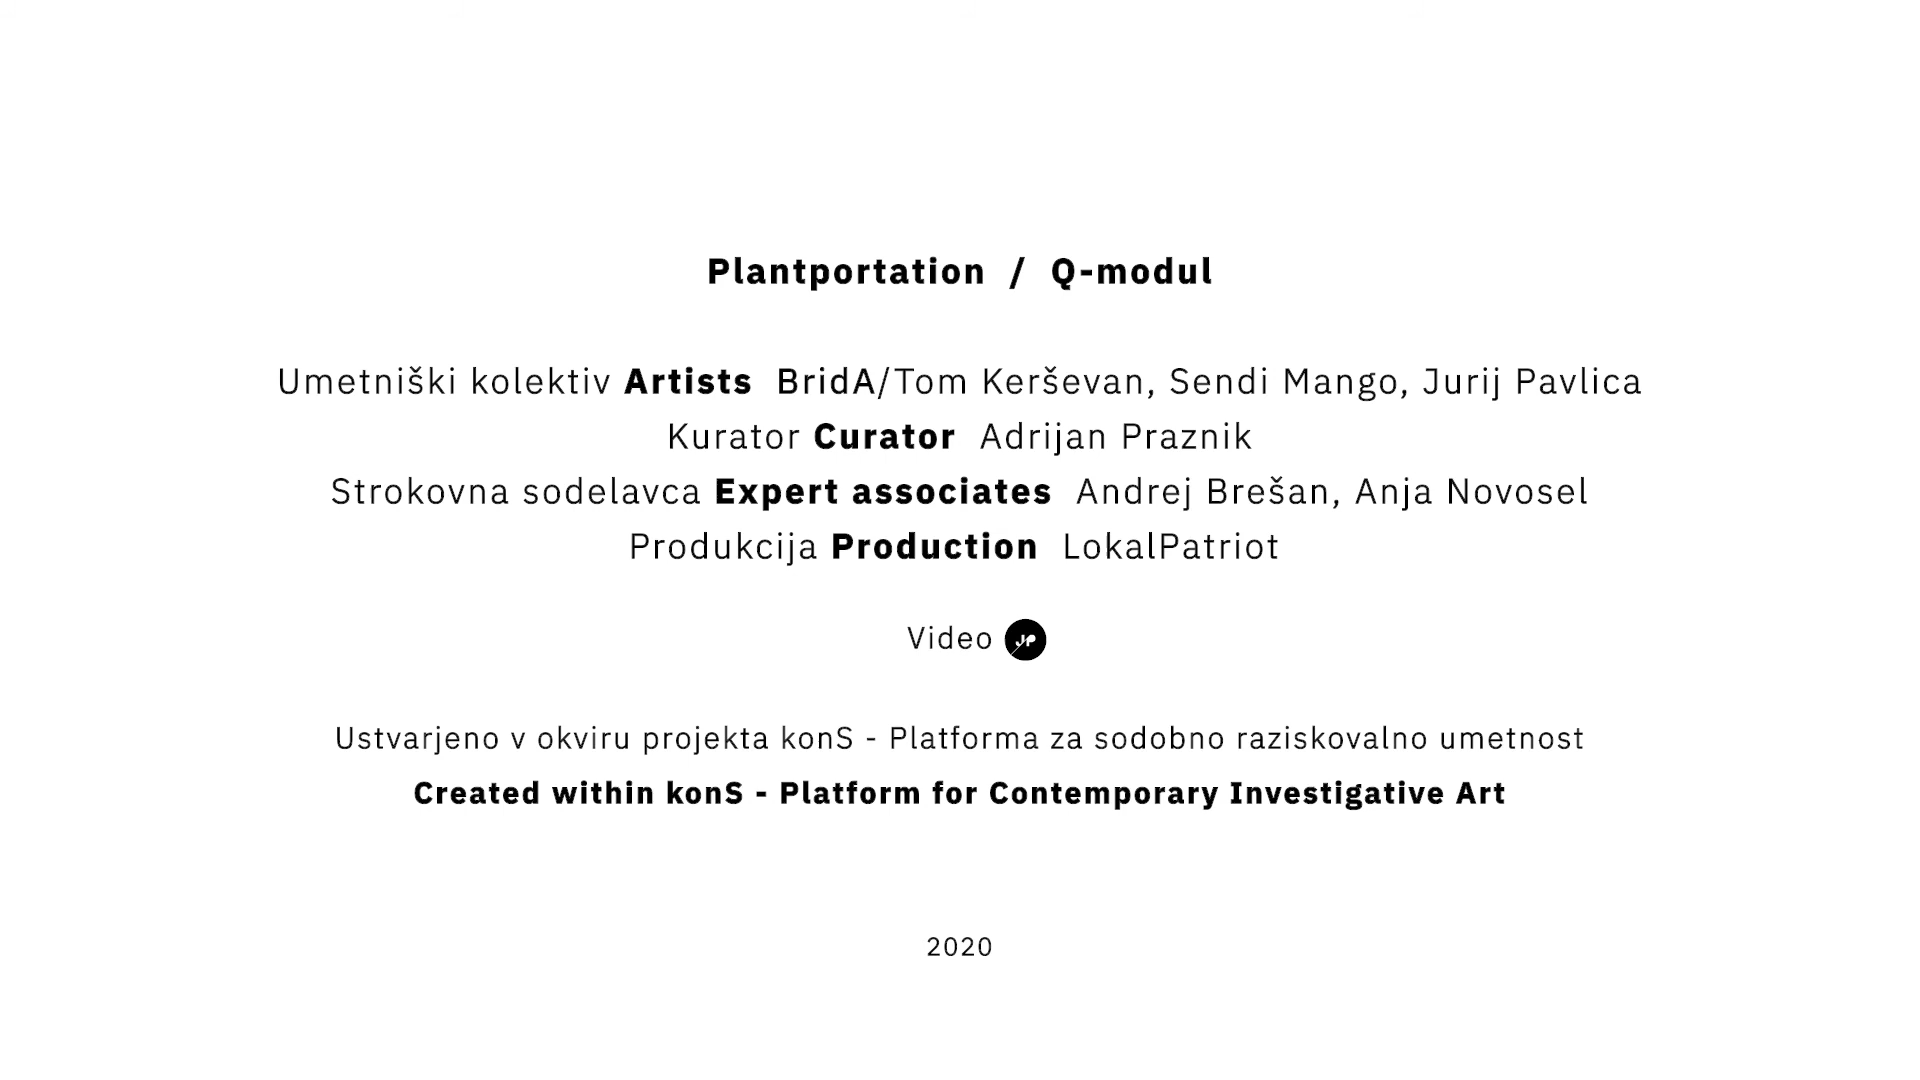 Plantportation / Q-modul
Umetniški kolektiv Artists BridA/Tom Kerševan, Sendi Mango, Jurij Pavlica
Kurator Curator Adrijan Praznik
Strokovna sodelavca Expert associates Andrej Brešan, Anja Novosel
Produkcija Production LokalPatriot
Video JP
Ustvarjeno v okviru projekta konS - Platforma za sodobno raziskovalno umetnost
Created within konS - Platform for Contemporary Investigative Art
2020